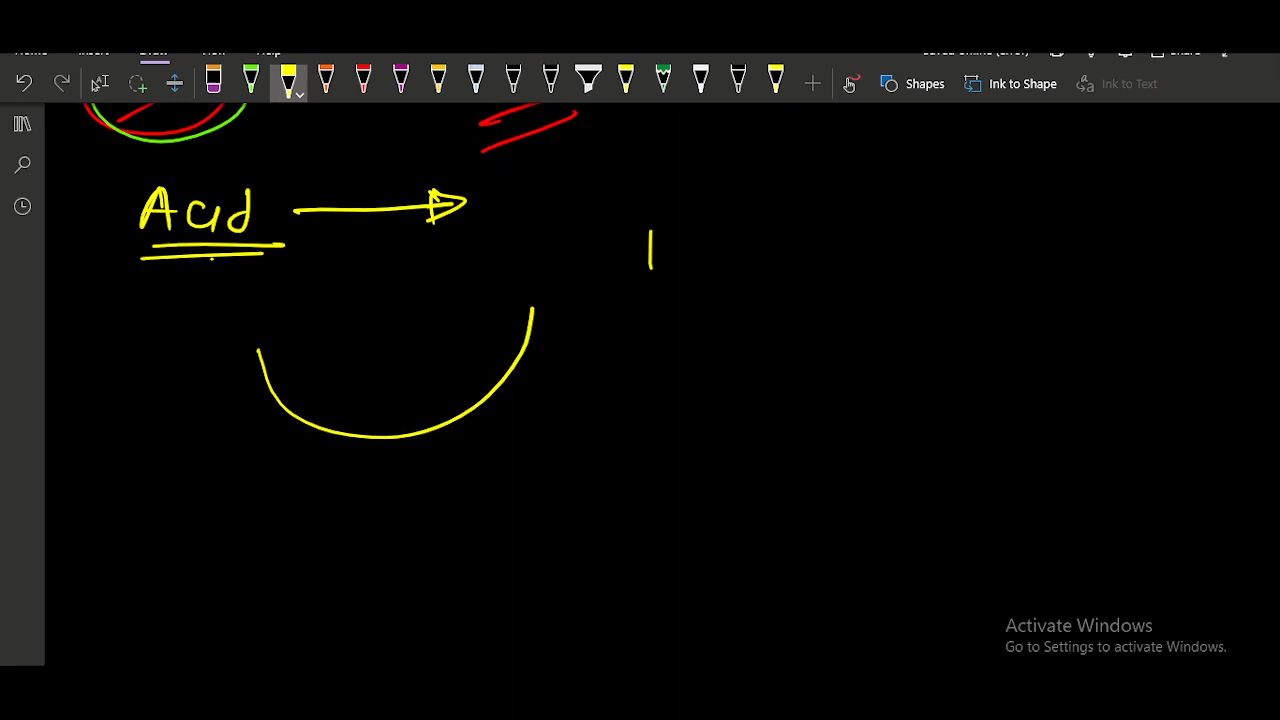 Shapes
Ink to Shape
Ink to Text
Acid
Activate Windows
Go to Settings to activate Windows.